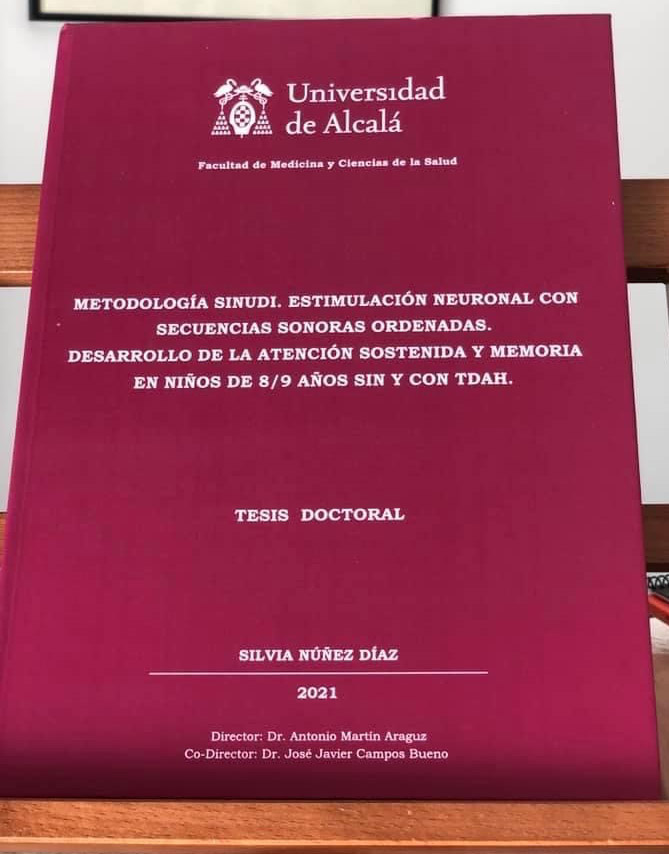 Universidad
de Alcalá
Facultad de Medicina y Ciencias de la Salud
METODOLOGÍA SINUDI. ESTIMULACIÓN NEURONAL CON
SECUENCIAS SONORAS ORDENADAS.
DESARROLLO DE LA ATENCIÓN SOSTENIDA Y MEMORIA
EN NIÑOS DE 8/9 AÑOS SIN Y CON TDAH.
TESIS DOCTORAL
SILVIA NÚÑEZ DÍAZ
2021
Director: Dr. Antonio Martín Araguz
Co-Director: Dr. José Javier Campos Bueno